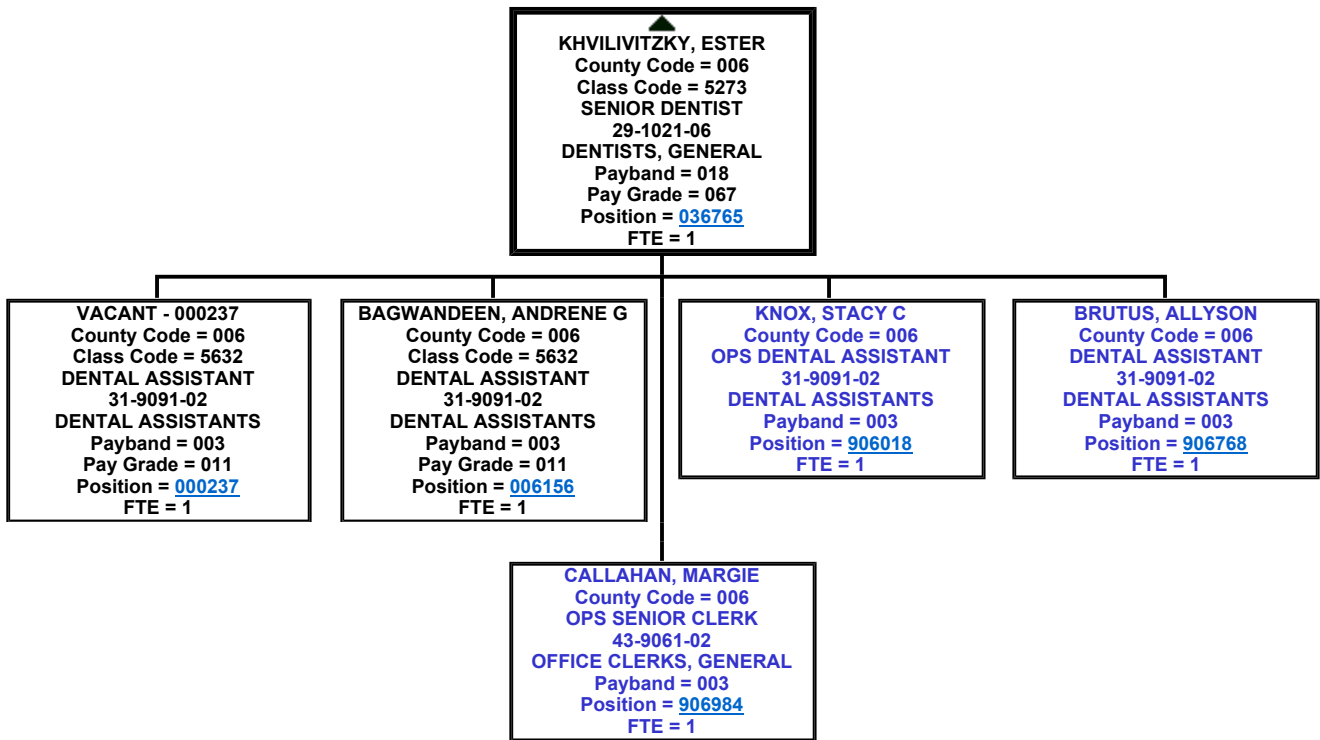 KHVILIVITZKY, ESTER
County Code = 006
Class Code = 5273
SENIOR DENTIST
29-1021-06
DENTISTS, GENERAL
Payband = 018
Pay Grade = 067
Position = 036765
FTE = 1
VACANT - 000237
County Code = 006
Class Code = 5632
DENTAL ASSISTANT
31-9091-02
DENTAL ASSISTANTS
Payband = 003
Pay Grade = 011
Position = 000237
FTE = 1
BAGWANDEEN, ANDRENE G
County Code = 006
Class Code = 5632
DENTAL ASSISTANT
31-9091-02
DENTAL ASSISTANTS
Payband = 003
Pay Grade = 011
Position = 006156
FTE = 1
KNOX, STACY C
County Code = 006
OPS DENTAL ASSISTANT
31-9091-02
DENTAL ASSISTANTS
Payband = 003
Position = 906018
FTE = 1
BRUTUS, ALLYSON
County Code = 006
DENTAL ASSISTANT
31-9091-02
DENTAL ASSISTANTS
Payband = 003
Position = 906768
FTE = 1
CALLAHAN, MARGIE
County Code = 006
OPS SENIOR CLERK
43-9061-02
OFFICE CLERKS, GENERAL
Payband = 003
Position = 906984
FTE = 1